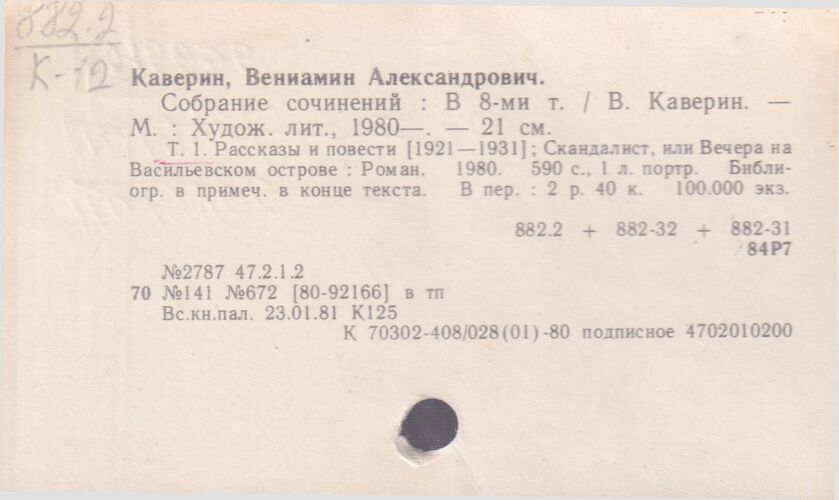 882.2
К-12
Каверин, Вениамин Александрович.
Собрание сочинений : В 8-ми т. / В. Каверин. —
М. : Худож. лит., 1980—. — 21 см.
Т. 1. Рассказы и повести [1921—1931] ; Скандалист, или Вечера на
Васильевском острове : Роман. 1980. 590 с., 1 л. портр. Библи-
огр. в примеч. в конце текста. В пер. : 2 р. 40 к. 100.000 экз.
882.2 + 882-32 + 882-31
84Р7
№2787 47.2.1.2
70 №141 №672 [80-92166] в тп
Вс.кн.пал. 23.01.81 К125
К 70302-408/028(01)-80 подписное 4702010200